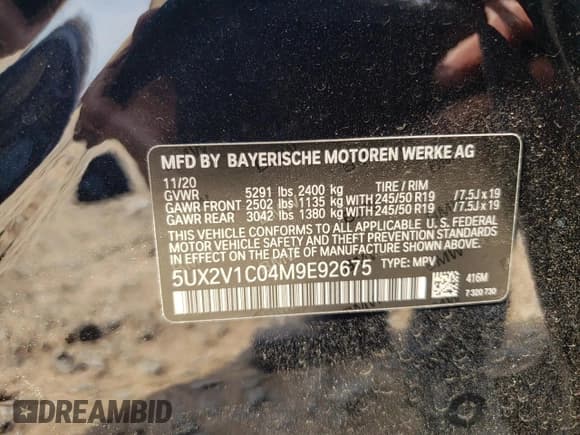 MFD BY BAYERISCHE MOTOREN WERKE AG
11/20
GVWR 5291 lbs 2400 kg TIRE / RIM
GAWR FRONT 2502 lbs 1135 kg WITH 245/50 R19 /7.5J x 19
GAWR REAR 3042 lbs 1380 kg WITH 245/50 R19 /7.5J x 19
THIS VEHICLE CONFORMS TO ALL APPLICABLE U. S. FEDERAL
MOTOR VEHICLE SAFETY STANDARDS IN EFFECT ON THE
DATE OF MANUFACTURE SHOWN ABOVE.
5UX2V1C04M9E92675 TYPE: MPV
416M
7 320 730
DREAMBID